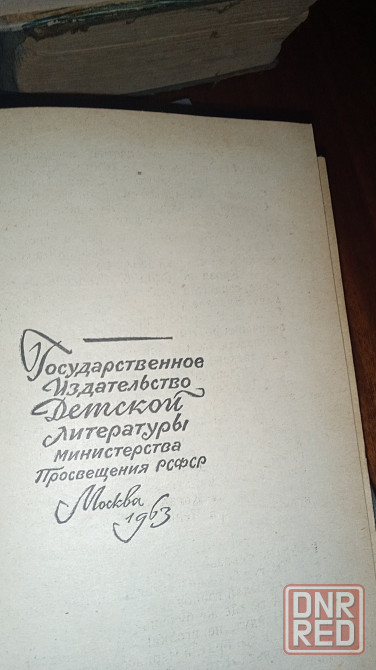 Государственное
Издательство
Детской
Литературы
министерства
Просвещения РСФСР
Москва
1963
DNR
RED